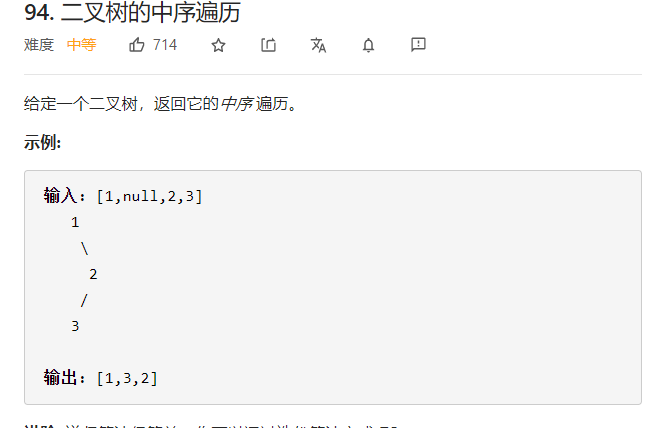 94. 二叉树的中序遍历
难度 中等 714
给定一个二叉树，返回它的中序 遍历。
示例:
输入: [1,null,2,3]
1
\
2
/
3
输出: [1,3,2]